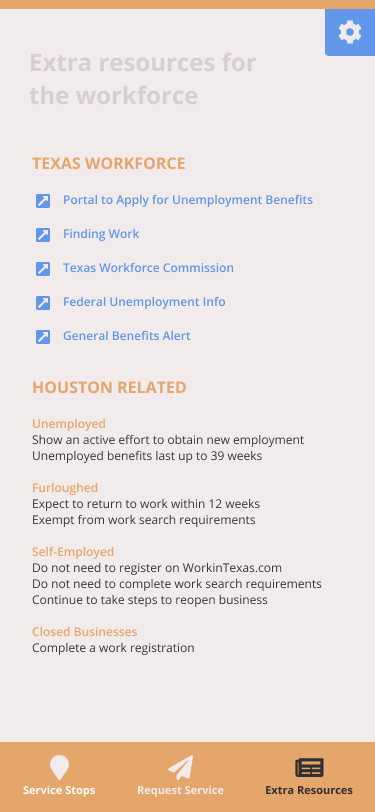 Extra resources for
the workforce
TEXAS WORKFORCE
Portal to Apply for Unemployment Benefits
Finding Work
Texas Workforce Commission
Federal Unemployment Info
General Benefits Alert
HOUSTON RELATED
Unemployed
Show an active effort to obtain new employment
Unemployed benefits last up to 39 weeks
Furloughed
Expect to return to work within 12 weeks
Exempt from work search requirements
Self-Employed
Do not need to register on WorkinTexas.com
Do not need to complete work search requirements
Continue to take steps to reopen business
Closed Businesses
Complete a work registration
Service Stops
Request Service
Extra Resources